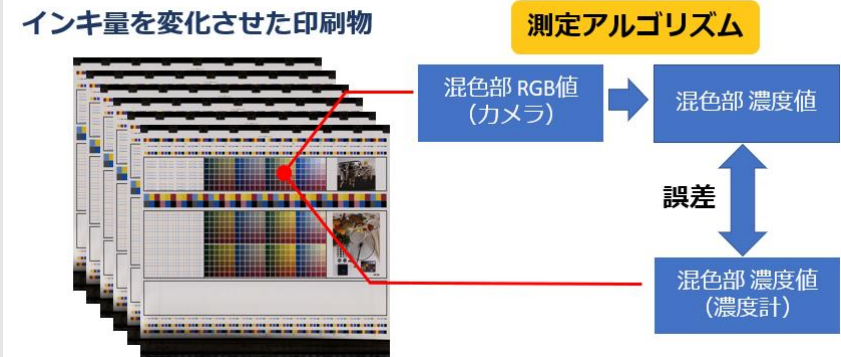 インキ量を変化させた印刷物
測定アルゴリズム
混色部 RGB値
（カメラ）
混色部 濃度値
誤差
混色部 濃度値
（濃度計）